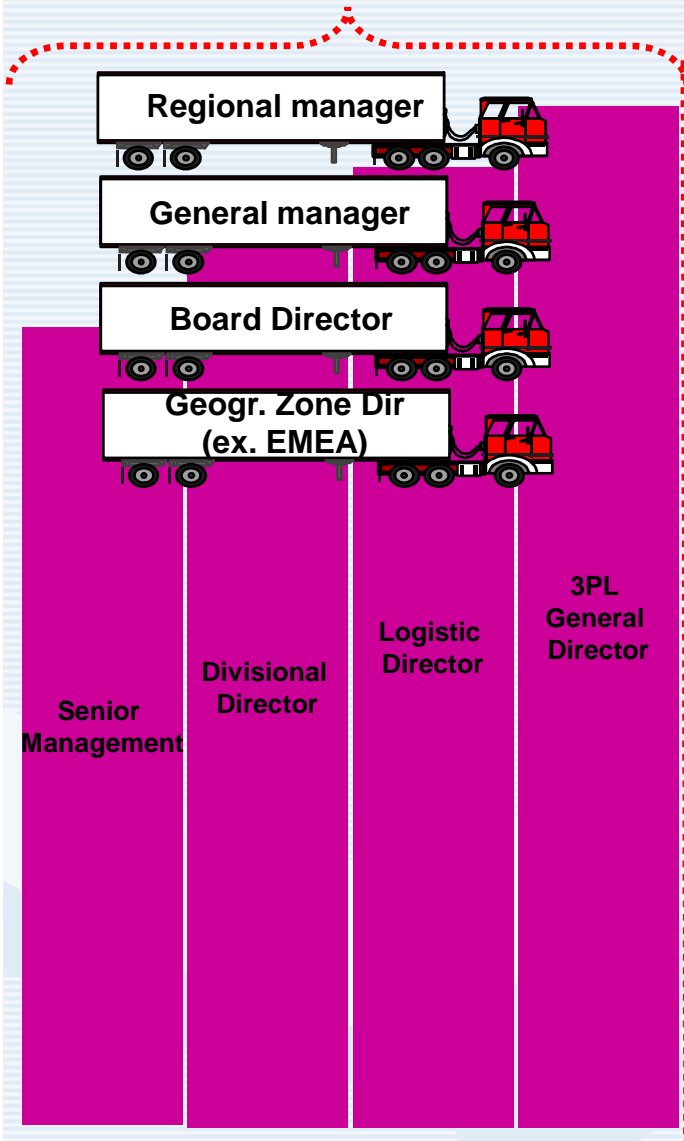 Regional manager
General manager
Board Director
Geogr. Zone Dir
(ex. EMEA)
Senior
Management
Divisional
Director
Logistic
Director
3PL
General
Director